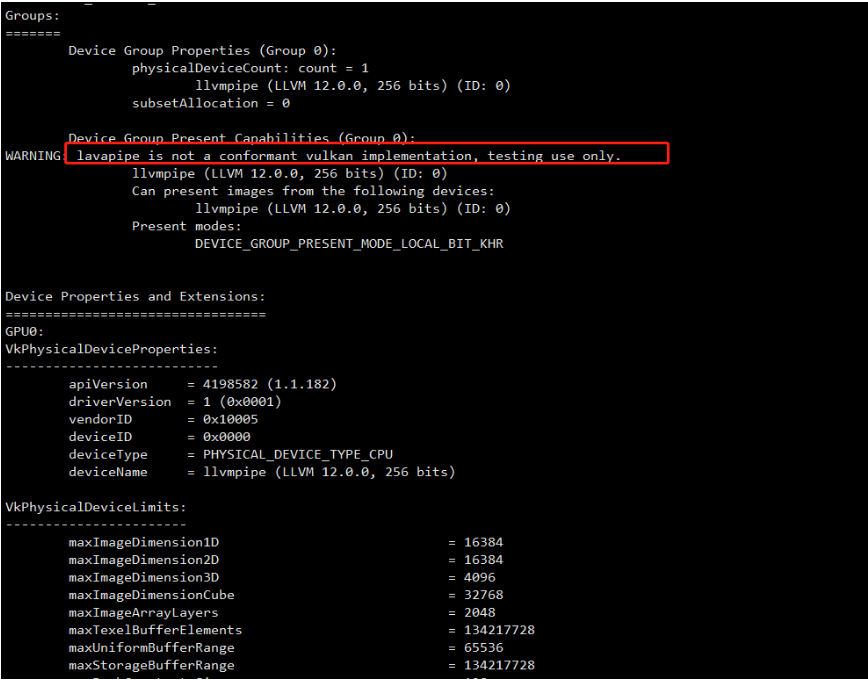 Groups:
=======
Device Group Properties (Group 0):
physicalDeviceCount: count = 1
llvmpipe (LLVM 12.0.0, 256 bits) (ID: 0)
subsetAllocation = 0
Device Group Present Capabilities (Group 0):
WARNING: lavapipe is not a conformant vulkan implementation, testing use only.
llvmpipe (LLVM 12.0.0, 256 bits) (ID: 0)
Can present images from the following devices:
llvmpipe (LLVM 12.0.0, 256 bits) (ID: 0)
Present modes:
DEVICE_GROUP_PRESENT_MODE_LOCAL_BIT_KHR
Device Properties and Extensions:
=================================
GPU0:
VkPhysicalDeviceProperties:
---------------------------
apiVersion = 4198582 (1.1.182)
driverVersion = 1 (0x0001)
vendorID = 0x10005
deviceID = 0x0000
deviceType = PHYSICAL_DEVICE_TYPE_CPU
deviceName = llvmpipe (LLVM 12.0.0, 256 bits)
VkPhysicalDeviceLimits:
-----------------------
maxImageDimension1D = 16384
maxImageDimension2D = 16384
maxImageDimension3D = 4096
maxImageDimensionCube = 32768
maxImageArrayLayers = 2048
maxTexelBufferElements = 134217728
maxUniformBufferRange = 65536
maxStorageBufferRange = 134217728